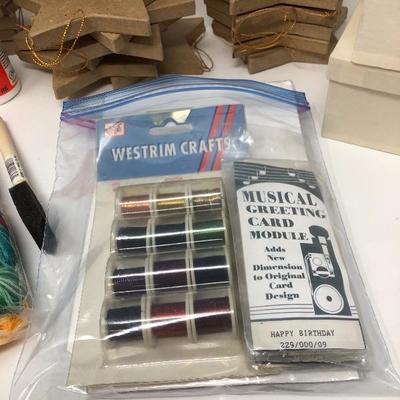 WESTRIM CRAFTS
MUSICAL
GREETING
CARD
MODULE
Adds
New
Dimension
to Original
Card
Design
HAPPY BIRTHDAY
229/000/09